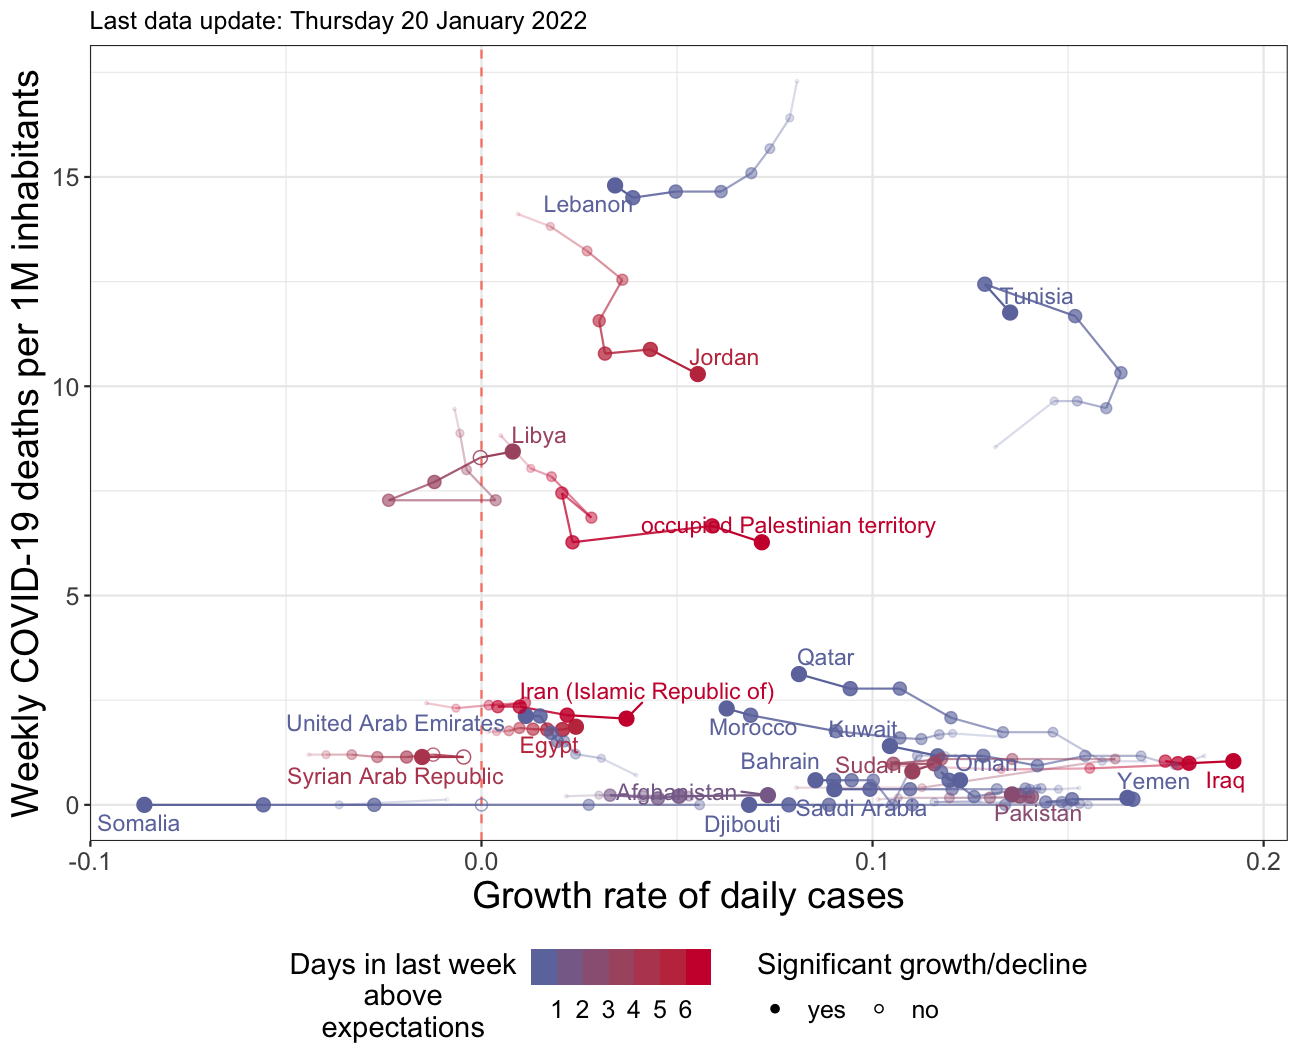 Last data update: Thursday 20 January 2022
Weekly COVID-19 deaths per 1M inhabitants
15
10
5
0
Lebanon
Tunisia
Jordan
Libya
occupied Palestinian territory
Qatar
Iran (Islamic Republic of)
United Arab Emirates
Morocco
Kuwait
Egypt
Bahrain
Sudan
Oman
Syrian Arab Republic
Yemen
Iraq
Afghanistan
Saudi Arabia
Pakistan
Somalia
Djibouti
-0.1
0.0
0.1
0.2
Growth rate of daily cases
Days in last week
above
expectations
1 2 3 4 5 6
Significant growth/decline
yes
no